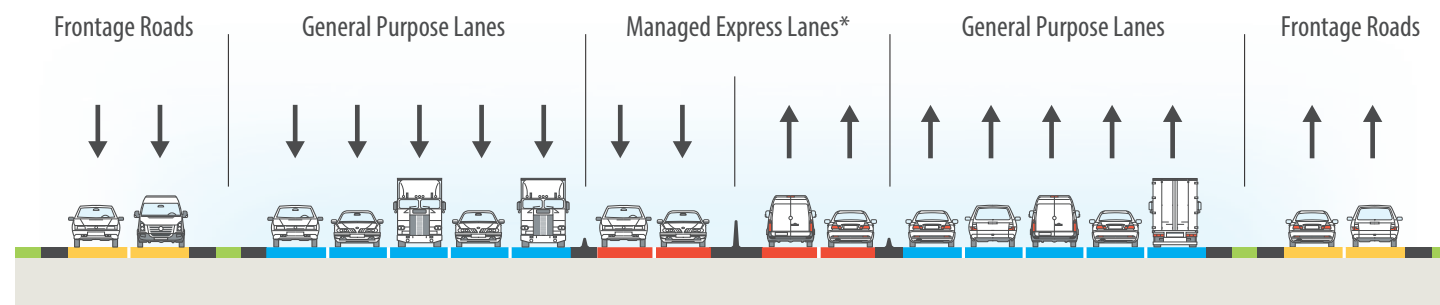 Frontage Roads
General Purpose Lanes
Managed Express Lanes*
General Purpose Lanes
Frontage Roads